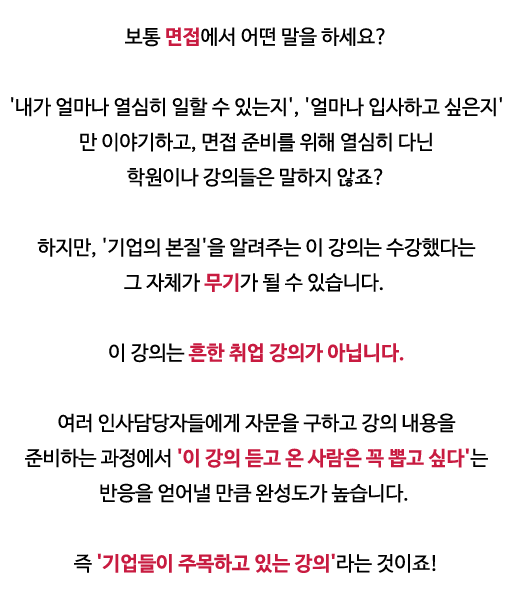 보통 면접에서 어떤 말을 하세요?
'내가 얼마나 열심히 일할 수 있는지', '얼마나 입사하고 싶은지'
만 이야기하고, 면접 준비를 위해 열심히 다닌
학원이나 강의들은 말하지 않죠?
하지만, '기업의 본질'을 알려주는 이 강의는 수강했다는
그 자체가 무기가 될 수 있습니다.
이 강의는 흔한 취업 강의가 아닙니다.
여러 인사담당자들에게 자문을 구하고 강의 내용을
준비하는 과정에서 '이 강의 듣고 온 사람은 꼭 뽑고 싶다'는
반응을 얻어낼 만큼 완성도가 높습니다.
즉 '기업들이 주목하고 있는 강의'라는 것이죠!